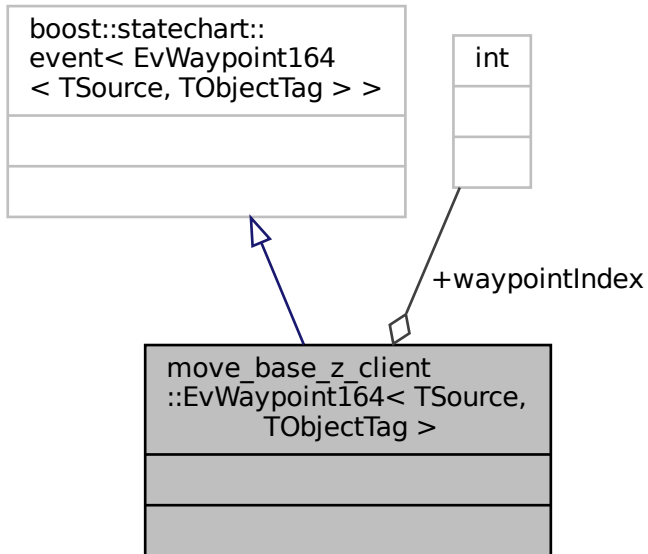 boost::statechart::
event< EvWaypoint164
< TSource, TObjectTag > >
int
+waypointIndex
move_base_z_client
::EvWaypoint164< TSource,
TObjectTag >